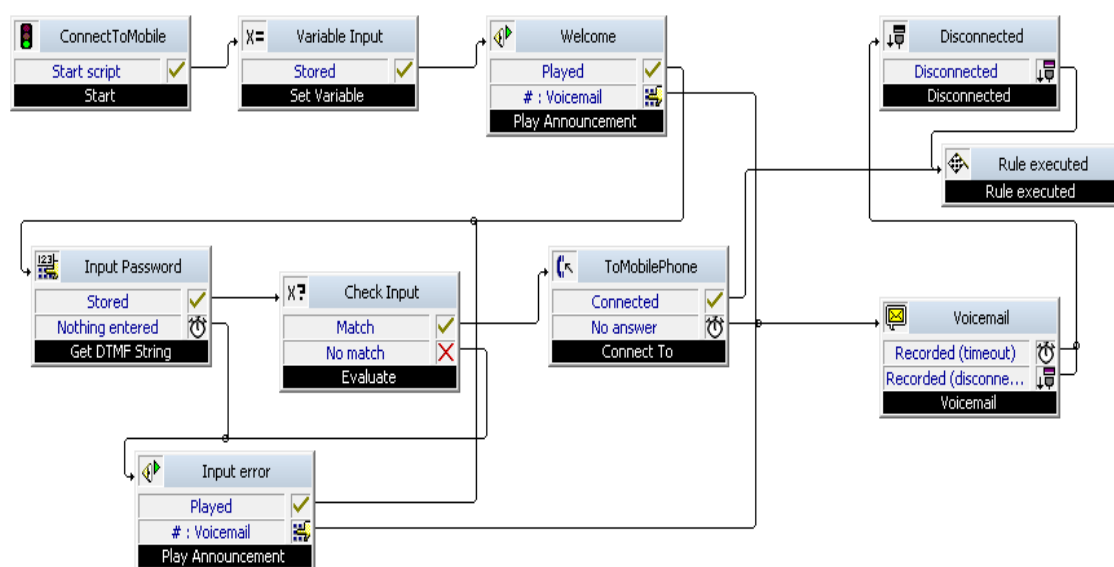 ConnectToMobile
Start script
Start
X=
Variable Input
Stored
Set Variable
Welcome
Played
# : Voicemail
Play Announcement
Disconnected
Disconnected
Disconnected
Rule executed
Rule executed
123
Input Password
Stored
Nothing entered
Get DTMF String
X?
Check Input
Match
No match
Evaluate
ToMobilePhone
Connected
No answer
Connect To
Voicemail
Recorded (timeout)
Recorded (disconne...
Voicemail
Input error
Played
# : Voicemail
Play Announcement